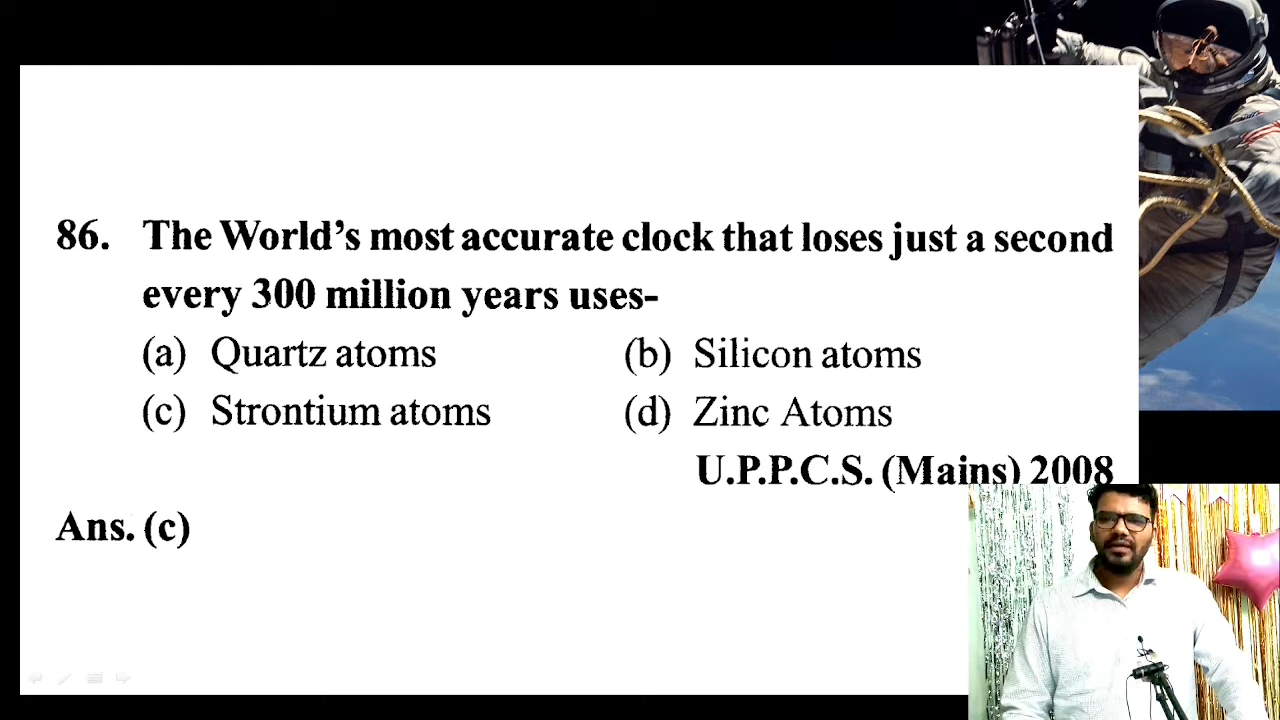 86. The World's most accurate clock that loses just a second
every 300 million years uses-
(a) Quartz atoms (b) Silicon atoms
(c) Strontium atoms (d) Zinc Atoms
U.P.P.C.S. (Mains) 2008
Ans. (c)